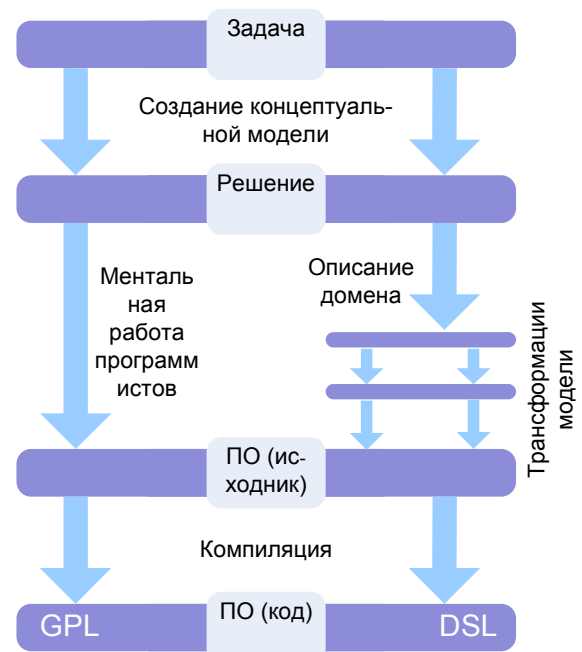 Задача
Создание концептуаль-
ной модели
Решение
Менталь
ная
работа
программ
истов
Описание
домена
Трансформации
модели
ПО (ис-
ходник)
Компиляция
GPL
ПО (код)
DSL